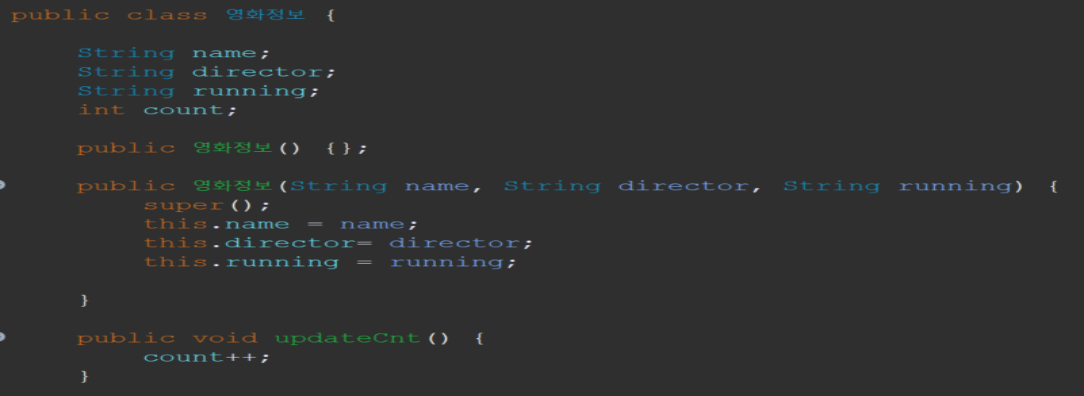 public class 영화정보 {
String name;
String director;
String running;
int count;
public 영화정보() {};
public 영화정보(String name, String director, String running) {
super();
this.name = name;
this.director= director;
this.running = running;
}
public void updateCnt() {
count++;
}